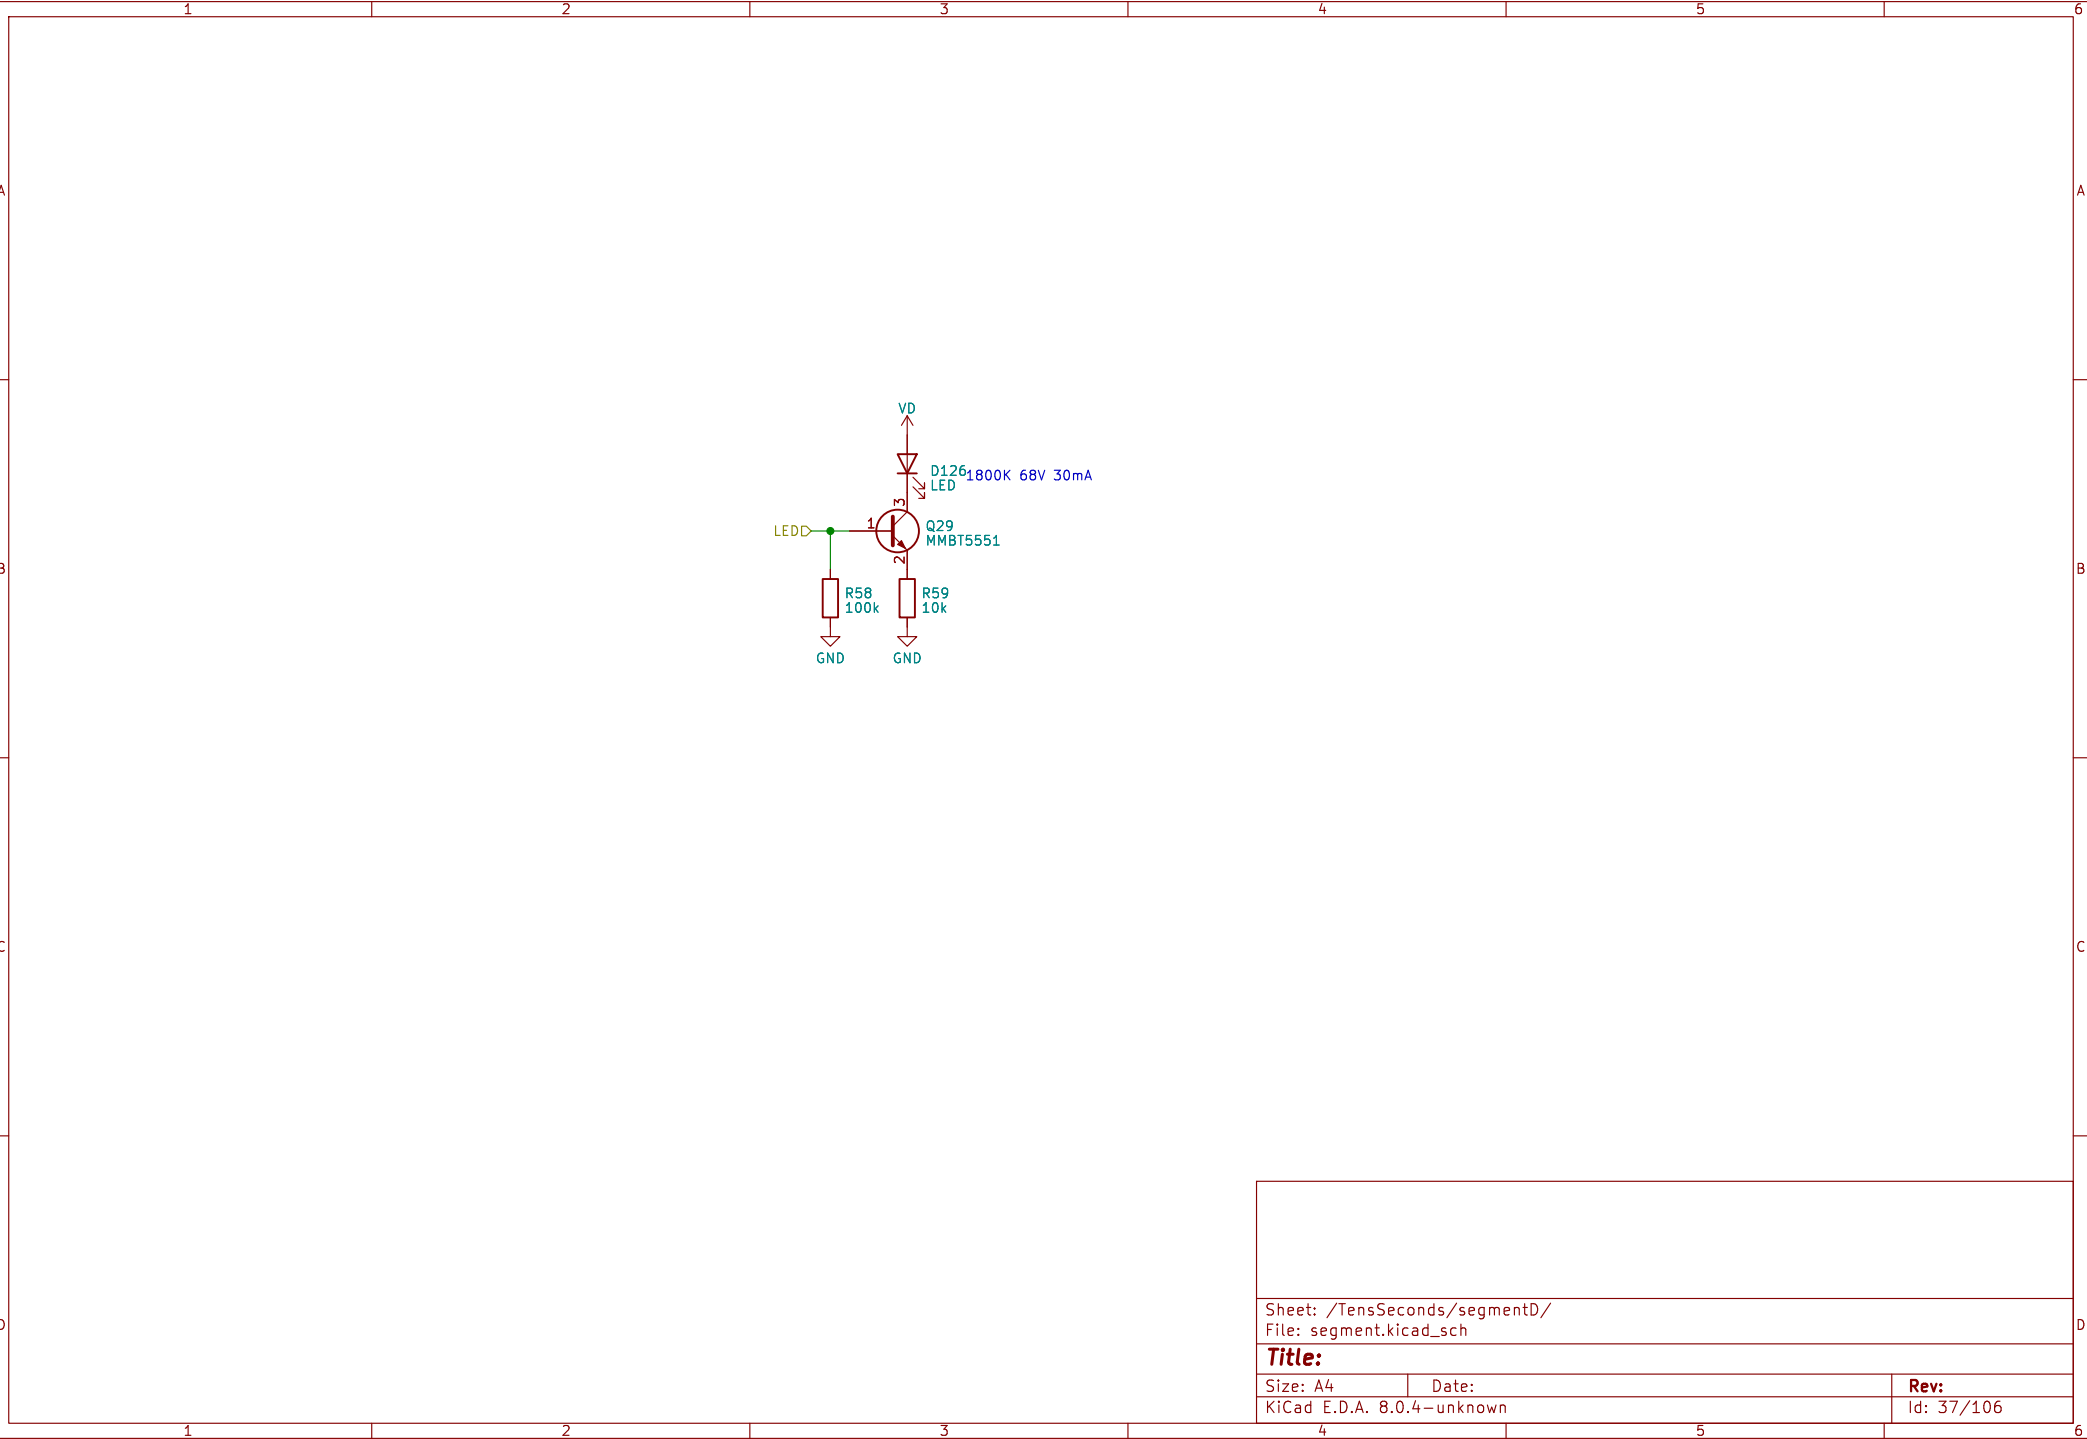 1 2 3 4 5 6
A A
VD
D126
LED
1800K 68V 30mA
3
LED
1
Q29
MMBT5551
2
B B
R58
100k
R59
10k
GND GND
C C
Sheet: /TensSeconds/segmentD/
File: segment.kicad_sch
D D
Title:
Size: A4 Date: Rev:
KiCad E.D.A. 8.0.4-unknown Id: 37/106
1 2 3 4 5 6